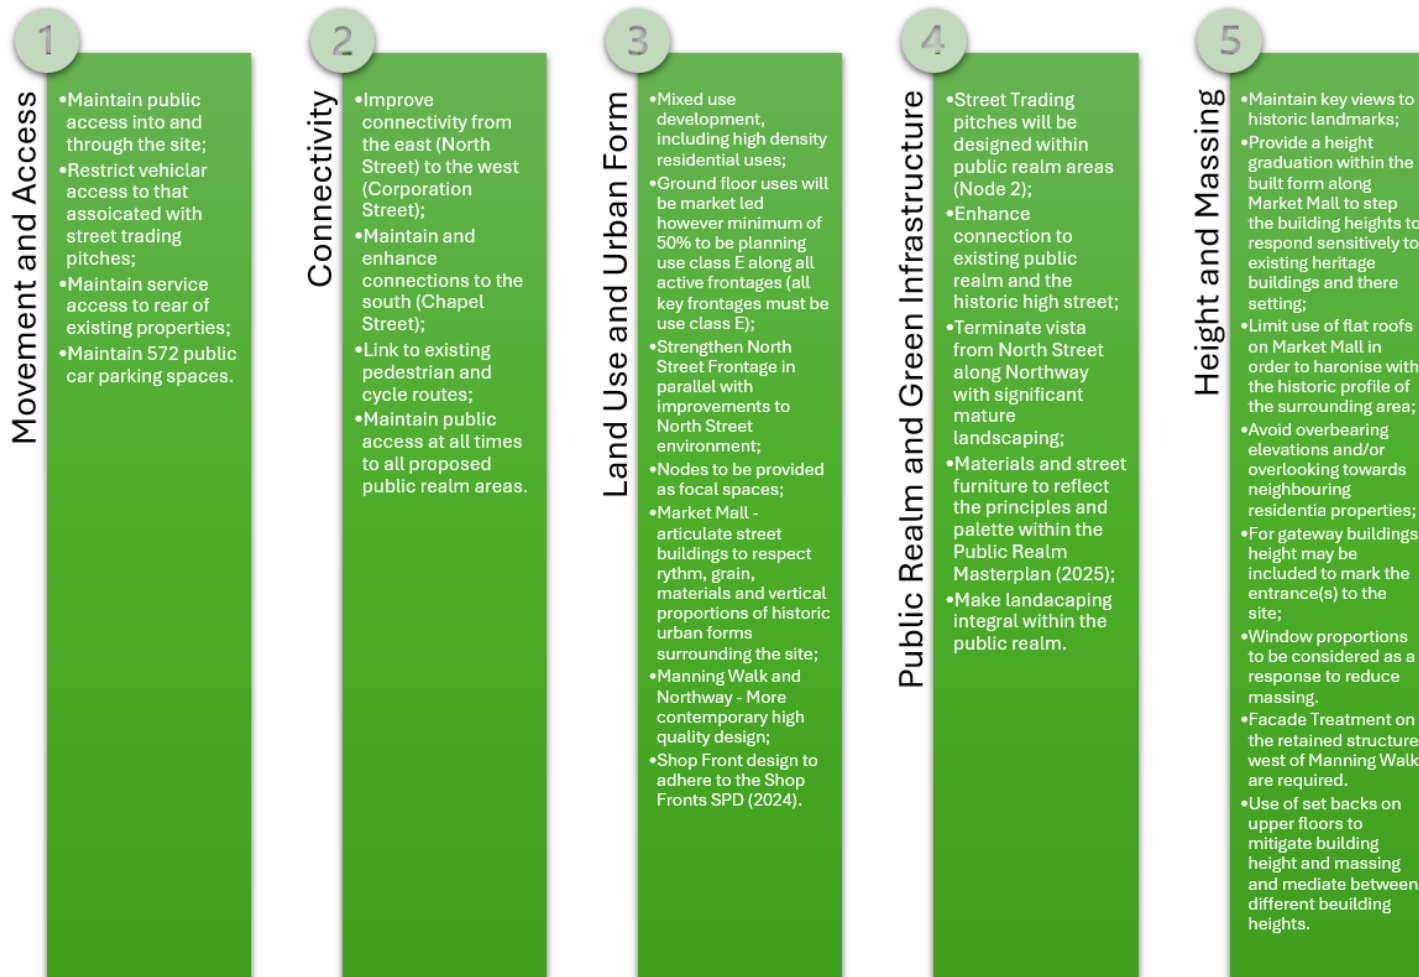 1
Movement and Access
•Maintain public
access into and
through the site;
•Restrict vehiclar
access to that
assoicated with
street trading
pitches;
•Maintain service
access to rear of
existing properties;
•Maintain 572 public
car parking spaces.
2
Connectivity
•Improve
connectivity from
the east (North
Street) to the west
(Corporation
Street);
•Maintain and
enhance
connections to the
south (Chapel
Street);
•Link to existing
pedestrian and
cycle routes;
•Maintain public
access at all times
to all proposed
public realm areas.
3
Land Use and Urban Form
•Mixed use
development,
including high density
residential uses;
•Ground floor uses will
be market led
however minimum of
50% to be planning
use class E along all
active frontages (all
key frontages must be
use class E);
•Strengthen North
Street Frontage in
parallel with
improvements to
North Street
environment;
•Nodes to be provided
as focal spaces;
•Market Mall -
articulate street
buildings to respect
rythm, grain,
materials and vertical
proportions of historic
urban forms
surrounding the site;
•Manning Walk and
Northway - More
contemporary high
quality design;
•Shop Front design to
adhere to the Shop
Fronts SPD (2024).
4
Public Realm and Green Infrastructure
•Street Trading
pitches will be
designed within
public realm areas
(Node 2);
•Enhance
connection to
existing public
realm and the
historic high street;
•Terminate vista
from North Street
along Northway
with significant
mature
landscaping;
•Materials and street
furniture to reflect
the principles and
palette within the
Public Realm
Masterplan (2025);
•Make landacaping
integral within the
public realm.
5
Height and Massing
•Maintain key views to
historic landmarks;
•Provide a height
graduation within the
built form along
Market Mall to step
the building heights to
respond sensitively to
existing heritage
buildings and there
setting;
•Limit use of flat roofs
on Market Mall in
order to haronise with
the historic profile of
the surrounding area;
•Avoid overbearing
elevations and/or
overlooking towards
neighbouring
residentia properties;
•For gateway buildings
height may be
included to mark the
entrance(s) to the
site;
•Window proportions
to be considered as a
response to reduce
massing.
•Facade Treatment on
the retained structure
west of Manning Walk
are required.
•Use of set backs on
upper floors to
mitigate building
height and massing
and mediate between
different beuilding
heights.